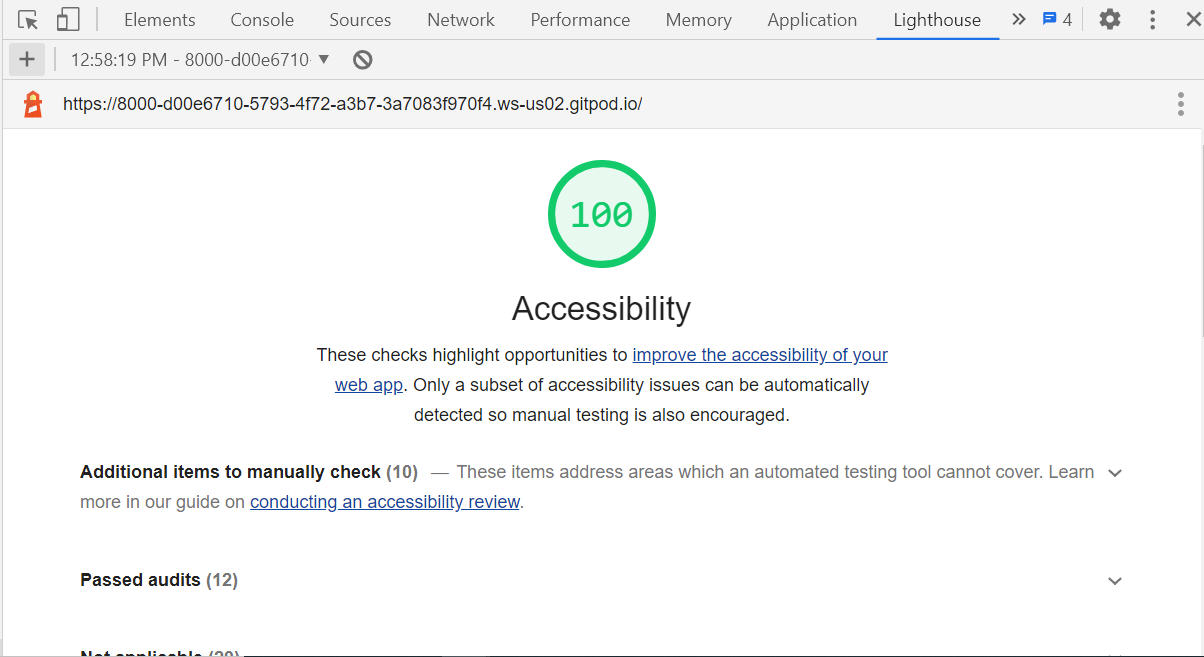 Elements Console Sources Network Performance Memory Application Lighthouse 4
12:58:19 PM - 8000-d00e6710-
https://8000-d00e6710-5793-4f72-a3b7-3a7083f970f4.ws-us02.gitpod.io/
100
Accessibility
These checks highlight opportunities to improve the accessibility of your
web app. Only a subset of accessibility issues can be automatically
detected so manual testing is also encouraged.
Additional items to manually check (10) — These items address areas which an automated testing tool cannot cover. Learn
more in our guide on conducting an accessibility review.
Passed audits (12)
Not applicable